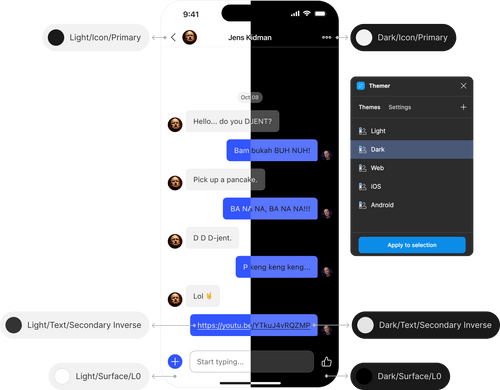 9:41
Light/Icon/Primary
Jens Kidman
Dark/Icon/Primary
Oct 08
Hello... do you DJENT?
Bam bukah BUH NUH!
Pick up a pancake.
BA NA NA, BA NA NA!!!
D D D-jent.
P keng keng keng...
Lol 🤘
Light/Text/Secondary Inverse
https://youtu.be/YTkuJ4vRQZMP
Dark/Text/Secondary Inverse
Start typing...
Light/Surface/L0
Dark/Surface/L0
Themer
Themes Settings
Light
Dark
Web
iOS
Android
Apply to selection